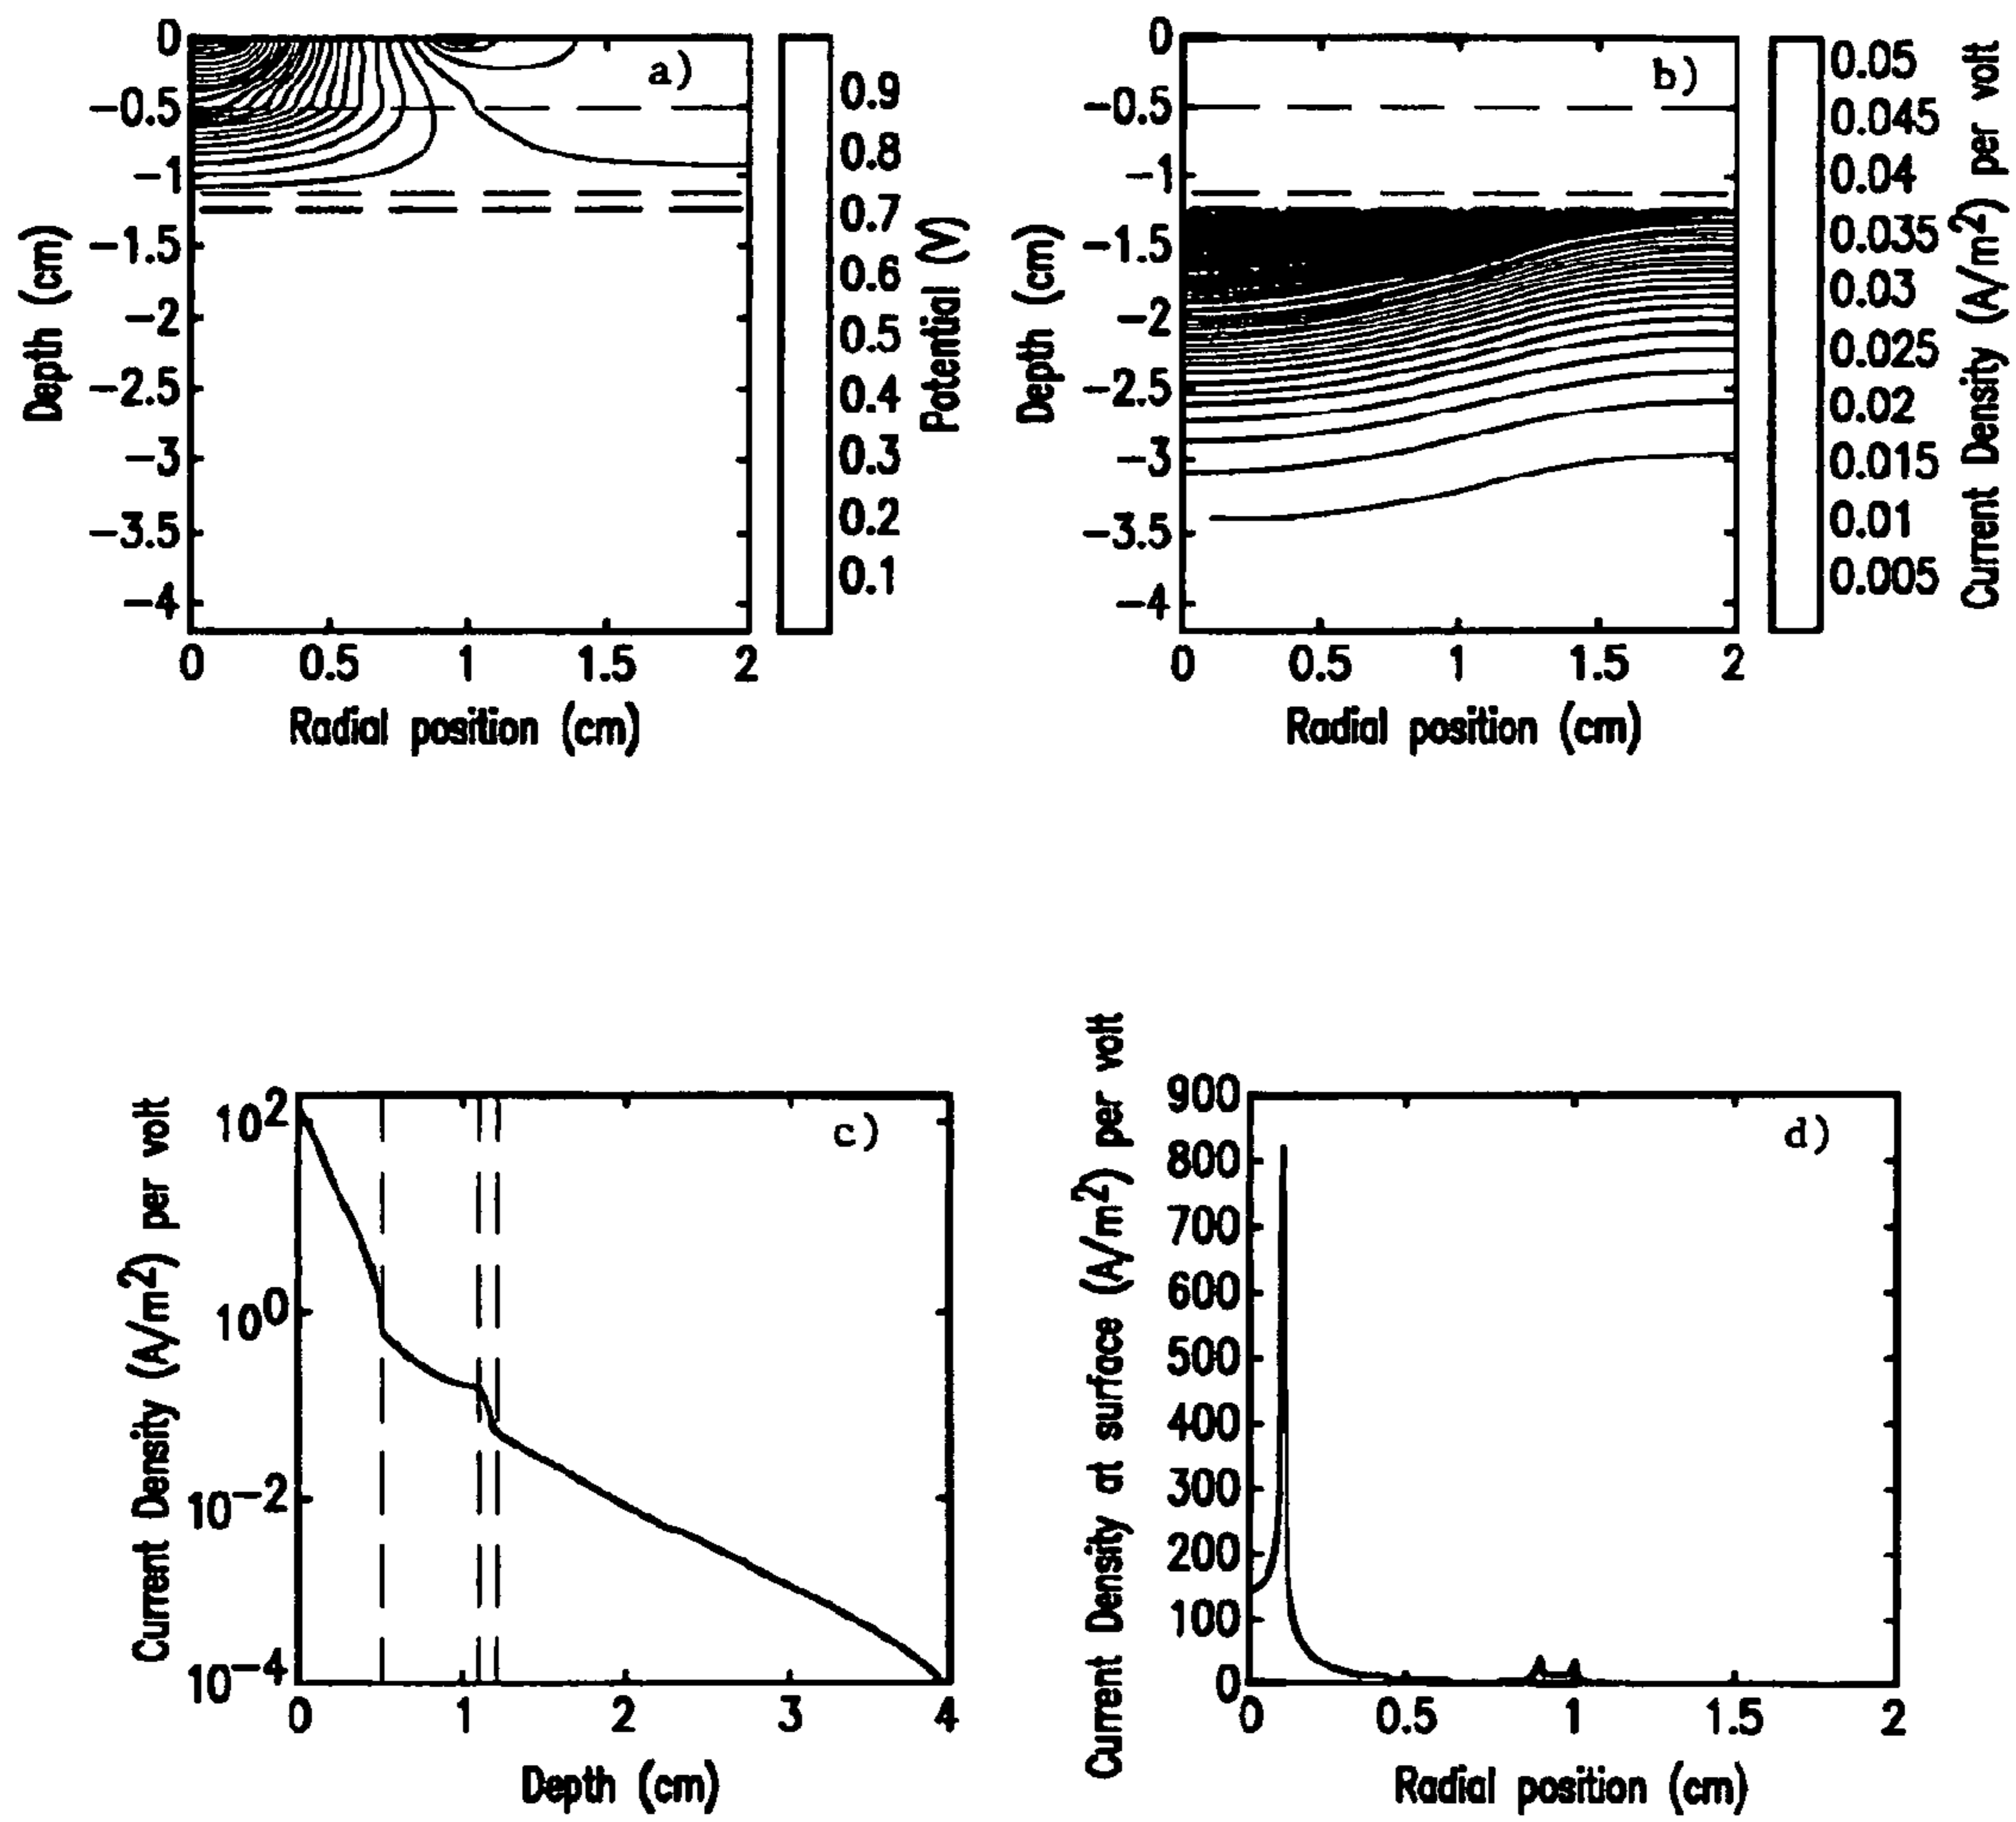 a)
0
−0.5
−1
−1.5
−2
−2.5
−3
−3.5
−4
Depth (cm)
0 0.5 1 1.5 2
Radial position (cm)
0.9
0.8
0.7
0.6
0.5
0.4
0.3
0.2
0.1
Potential (V)
b)
0
−0.5
−1
−1.5
−2
−2.5
−3
−3.5
−4
Depth (cm)
0 0.5 1 1.5 2
Radial position (cm)
0.05
0.045
0.04
0.035
0.03
0.025
0.02
0.015
0.01
0.005
Current Density (A/m2) per volt
c)
102
100
10−2
10−4
Current Density (A/m2) per volt
0 1 2 3 4
Depth (cm)
d)
900
800
700
600
500
400
300
200
100
0
Current Density at surface (A/m2) per volt
0 0.5 1 1.5 2
Radial position (cm)